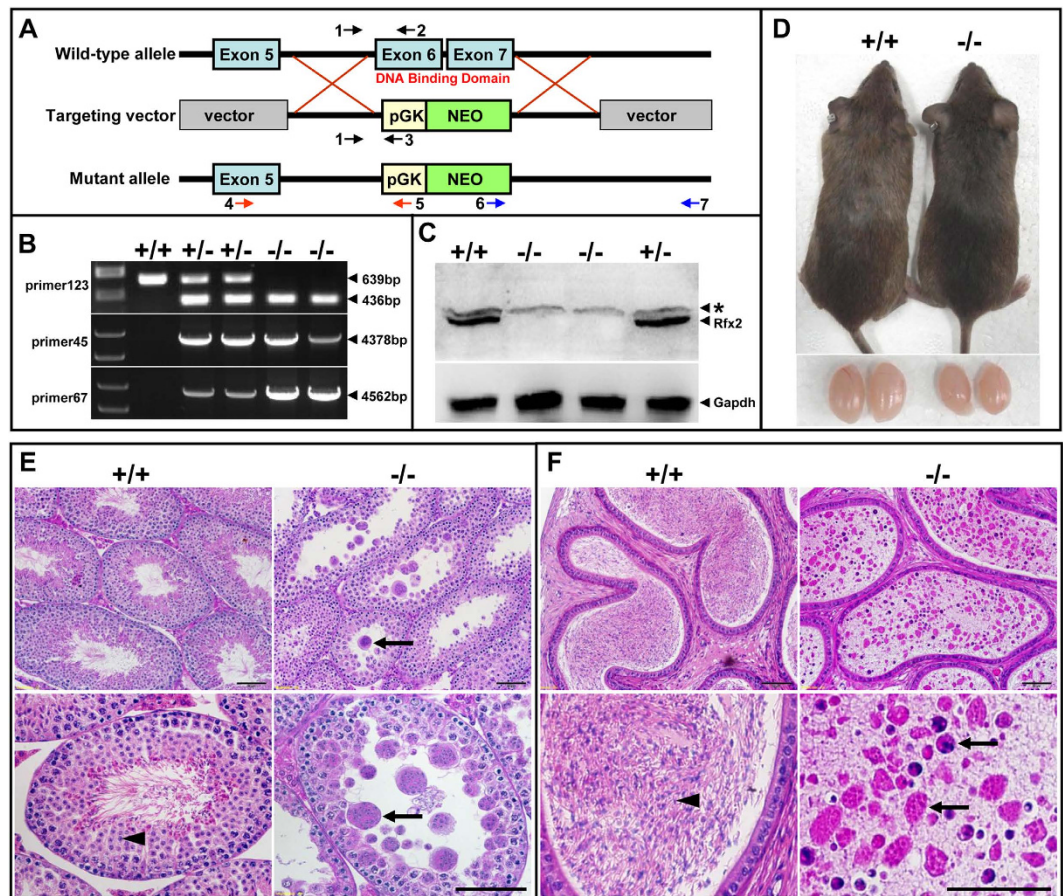 A
Wild-type allele
1
2
Exon 5
Exon 6
Exon 7
DNA Binding Domain
Targeting vector
vector
pGK
NEO
vector
1
3
Mutant allele
Exon 5
pGK
NEO
4
5
6
7
B
+/+ +/- +/- -/- -/-
primer123
639bp
436bp
primer45
4378bp
primer67
4562bp
C
+/+ -/- -/- +/-
*
Rfx2
Gapdh
D
+/+ -/-
E
+/+ -/-
F
+/+ -/-